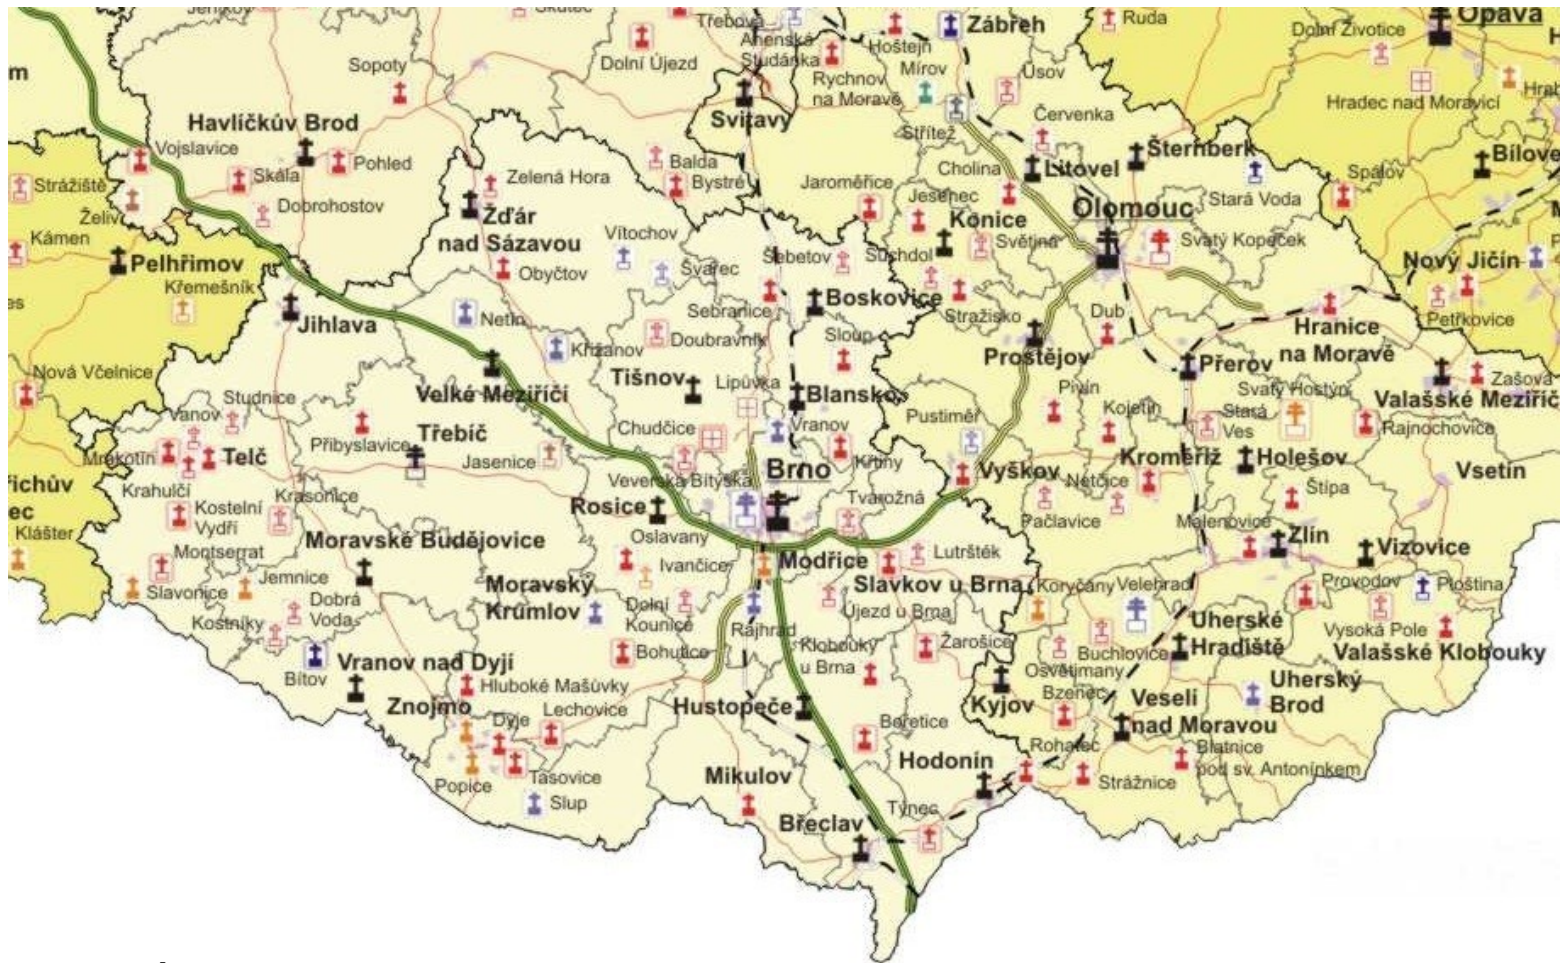 Zábřeh
Ruda
Opava
Třebová
Anenská
Studánka
Hoštejn
Dolní Životice
Sopoty
Dolní Újezd
Rychnov
na Moravě
Mírov
Úsov
Hradec nad Moravicí
Havlíčkův Brod
Svitavy
Střítež
Červenka
Vojslavice
Skála
Pohled
Balda
Bystré
Cholina
Litovel
Šternberk
Bílove
Strážiště
Želiv
Dobrohostov
Zelená Hora
Jaroměřice
Jesenec
Stará Voda
Spálov
Žďár
nad Sázavou
Vítochov
Konice
Olomouc
Kámen
Pelhřimov
Švarec
Šebetov
Suchdol
Světina
Svatý Kopeček
Nový Jičín
Křemešník
Obyčtov
Boskovice
Jihlava
Netín
Sebranice
Stražisko
Dub
Petřkovice
Křižanov
Doubravník
Sloup
Prostějov
Hranice
na Moravě
Přerov
Nová Včelnice
Velké Meziříčí
Tišnov
Lipůvka
Blansko
Pivín
Svatý Hostýn
Zašová
Valašské Meziříč
Studnice
Vanov
Přibyslavice
Třebíč
Chudčice
Vranov
Pustiměř
Kojetín
Stará
Ves
Rajnochovice
Mrákotín
Telč
Jasenice
Veverská Bítýška
Brno
Křtiny
Vyškov
Kroměříž
Holešov
Vsetín
Krahulčí
Krasonice
Rosice
Tvarožná
Nětčice
Pačlavice
Štípa
Kostelní
Vydří
Klášter
Moravské Budějovice
Oslavany
Malenovice
Zlín
Montserrat
Ivančice
Modřice
Lutršték
Vizovice
Slavonice
Jemnice
Moravský
Krumlov
Slavkov u Brna
Koryčany
Velehrad
Provodov
Ploština
Kostníky
Dobrá
Voda
Dolní
Kounice
Rajhrad
Újezd u Brna
Uherské
Hradiště
Vysoká Pole
Valašské Klobouky
Bítov
Vranov nad Dyjí
Bohutice
Klobouky
u Brna
Žarošice
Buchlovice
Osvětimany
Hluboké Mašůvky
Znojmo
Lechovice
Hustopeče
Kyjov
Bzenec
Veselí
nad Moravou
Uherský
Brod
Dyje
Bořetice
Rohatec
Blatnice
pod sv. Antonínkem
Popice
Tasovice
Mikulov
Hodonín
Strážnice
Slup
Břeclav
Týnec